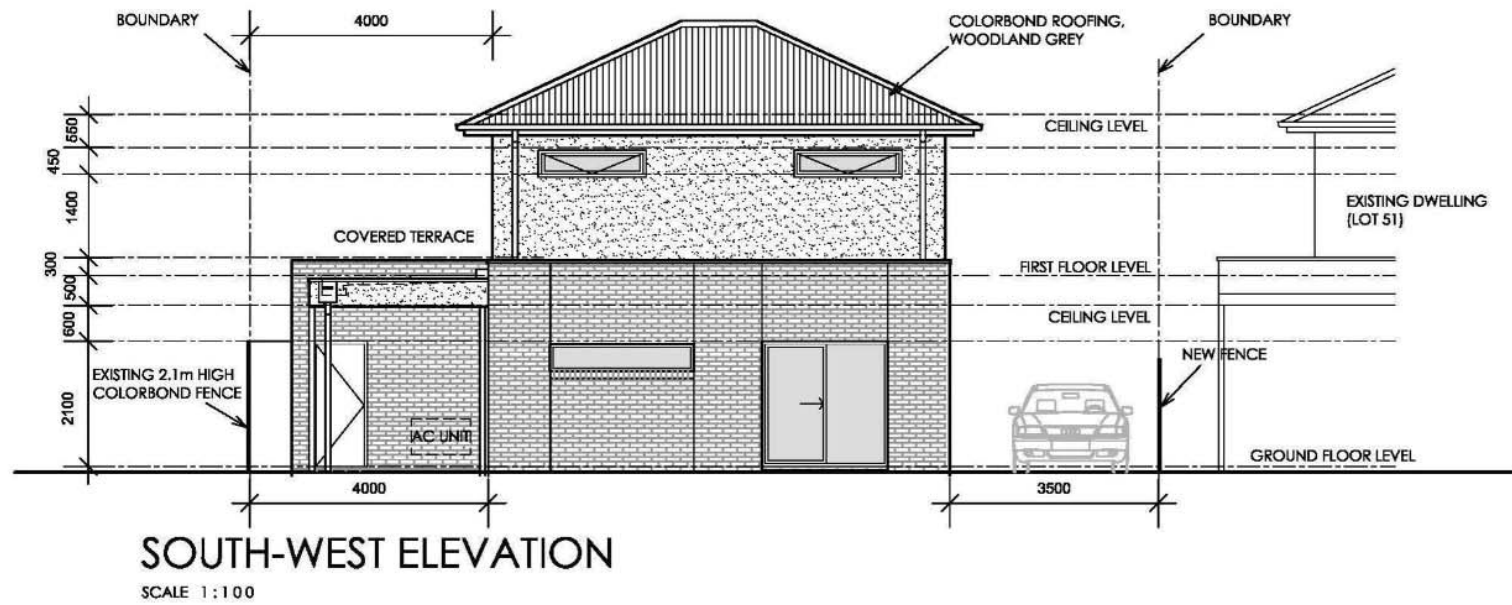 BOUNDARY
4000
COLORBOND ROOFING,
WOODLAND GREY
BOUNDARY
550
CEILING LEVEL
450
1400
EXISTING DWELLING
(LOT 51)
COVERED TERRACE
300
FIRST FLOOR LEVEL
500
600
CEILING LEVEL
NEW FENCE
EXISTING 2.1m HIGH
COLORBOND FENCE
2100
AC UNIT
GROUND FLOOR LEVEL
4000
3500
SOUTH-WEST ELEVATION
SCALE 1:100